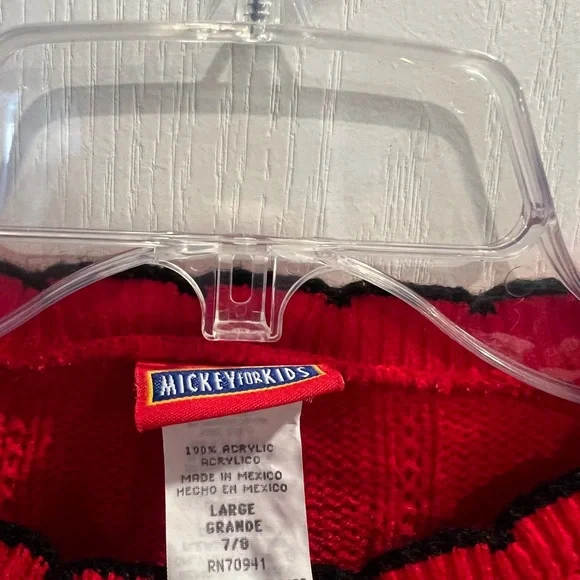 MICKEY FOR KIDS
100% ACRYLIC
ACRYLICO
MADE IN MEXICO
HECHO EN MEXICO
LARGE
GRANDE
7/8
RN70941